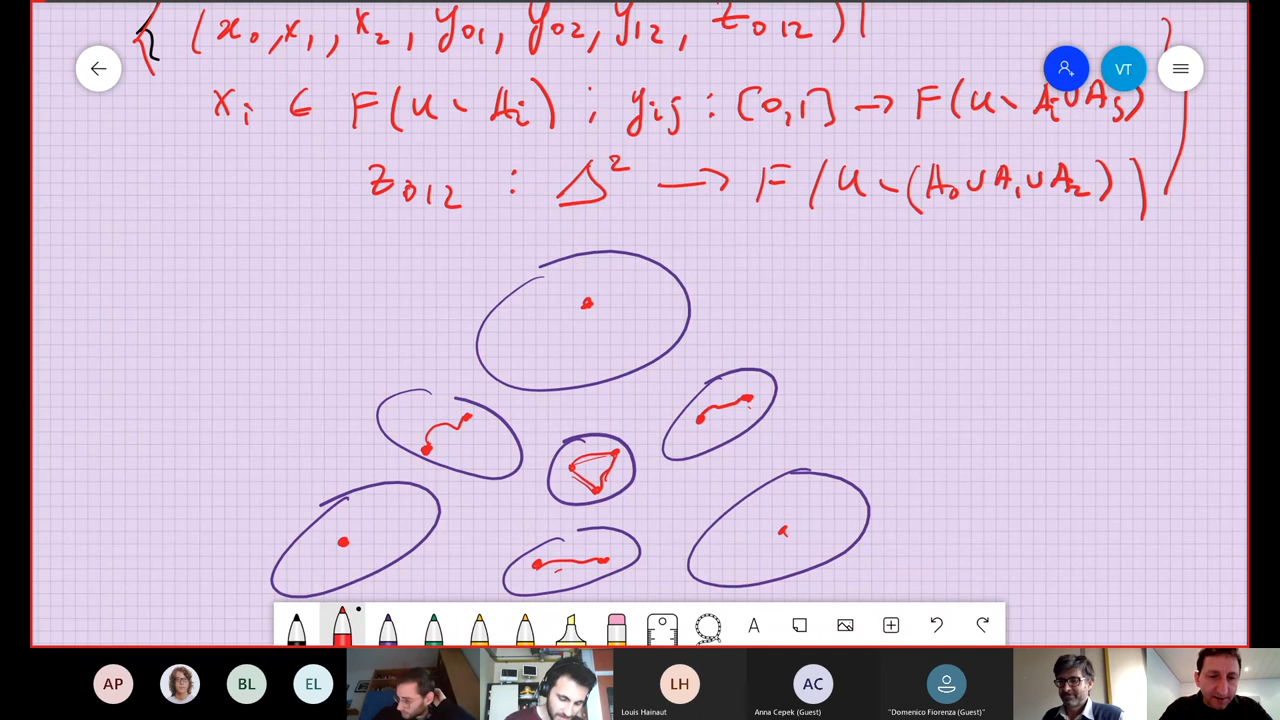 { (x₀, x₁, x₂, y₀₁, y₀₂, y₁₂, z₀₁₂) |
xᵢ ∈ F(U \ Aᵢ) ; yᵢⱼ : [0,1] → F(U \ Aᵢ ∪ Aⱼ)
z₀₁₂ : Δ² → F(U \ (A₀ ∪ A₁ ∪ A₂))
VT
A
AP
BL
EL
LH
AC
Louis Hainaut
Anna Cepek (Guest)
"Domenico Fiorenza (Guest)"